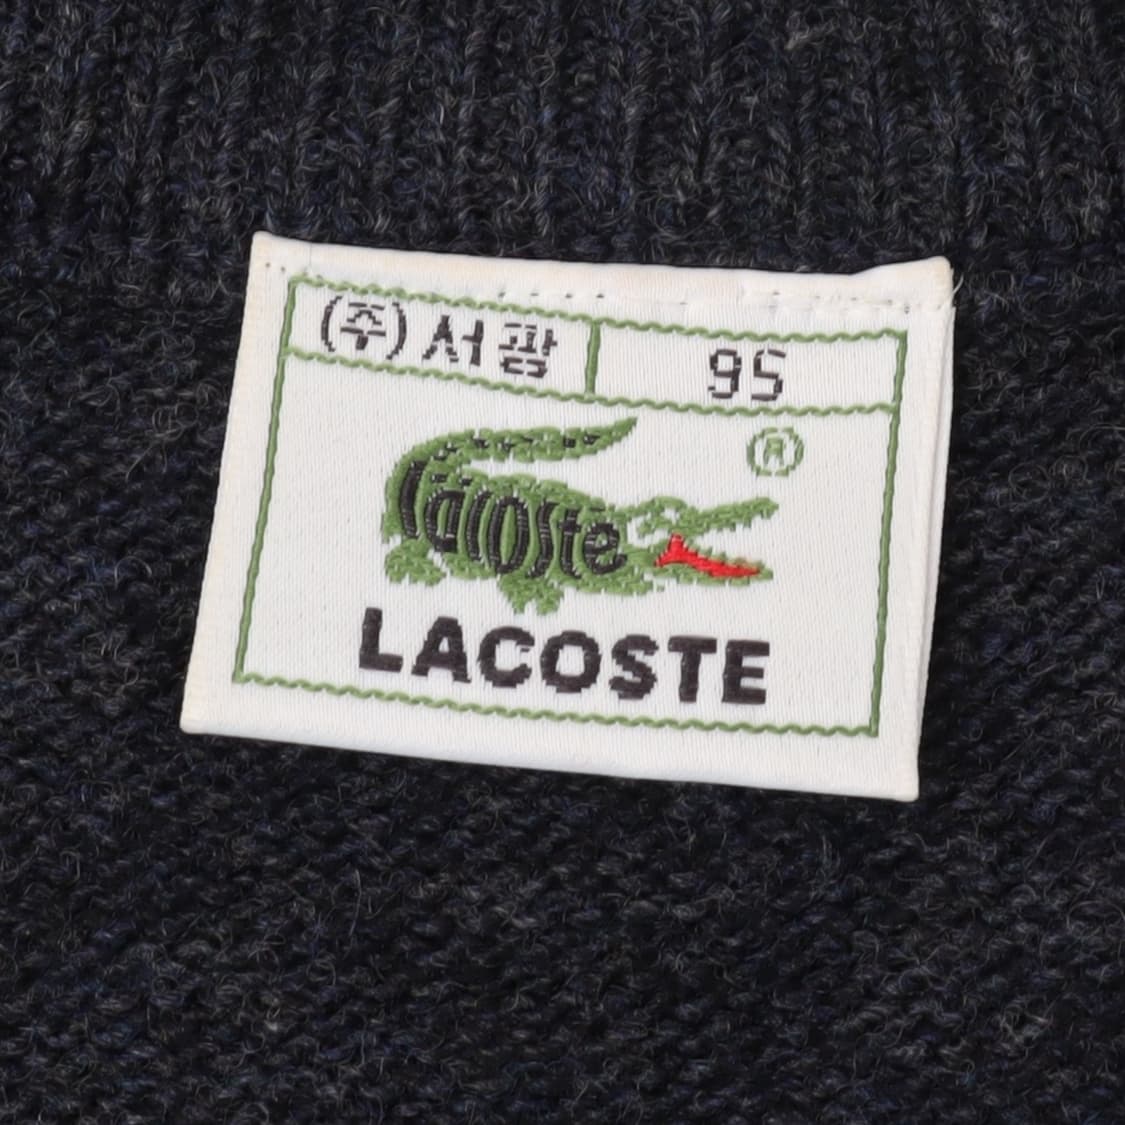 (주) 서광 95
®
Lacoste
LACOSTE